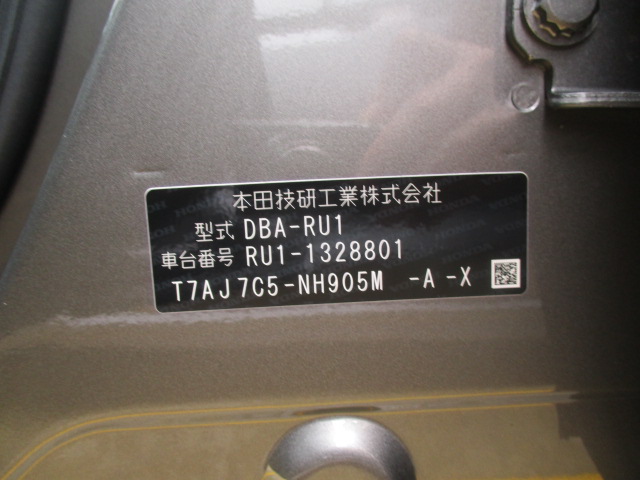 本田技研工業株式会社
型式 DBA-RU1
車台番号 RU1-1328801
T7AJ7C5-NH905M -A -X